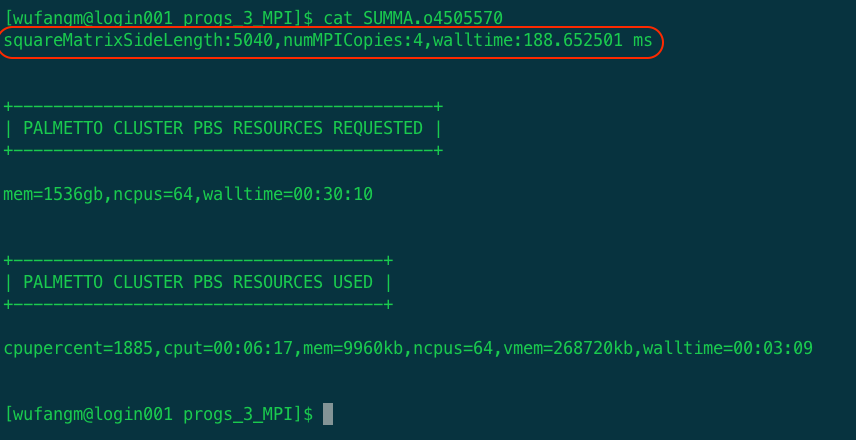 [wufangm@login001 progs_3_MPI]$ cat SUMMA.o4505570
squareMatrixSideLength:5040,numMPICopies:4,walltime:188.652501 ms
+------------------------------------------+
| PALMETTO CLUSTER PBS RESOURCES REQUESTED |
+------------------------------------------+
mem=1536gb,ncpus=64,walltime=00:30:10
+-------------------------------------+
| PALMETTO CLUSTER PBS RESOURCES USED |
+-------------------------------------+
cpupercent=1885,cput=00:06:17,mem=9960kb,ncpus=64,vmem=268720kb,walltime=00:03:09
[wufangm@login001 progs_3_MPI]$